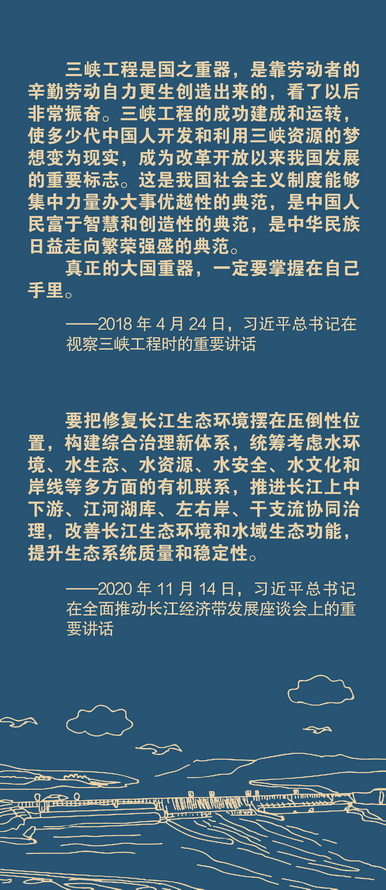 三峡工程是国之重器，是靠劳动者的
辛勤劳动自力更生创造出来的，看了以后
非常振奋。三峡工程的成功建成和运转，
使多少代中国人开发和利用三峡资源的梦
想变为现实，成为改革开放以来我国发展
的重要标志。这是我国社会主义制度能够
集中力量办大事优越性的典范，是中国人
民富于智慧和创造性的典范，是中华民族
日益走向繁荣强盛的典范。
真正的大国重器，一定要掌握在自己
手里。
——2018 年 4 月 24 日，习近平总书记在
视察三峡工程时的重要讲话
要把修复长江生态环境摆在压倒性位
置，构建综合治理新体系，统筹考虑水环
境、水生态、水资源、水安全、水文化和
岸线等多方面的有机联系，推进长江上中
下游、江河湖库、左右岸、干支流协同治
理，改善长江生态环境和水域生态功能，
提升生态系统质量和稳定性。
——2020 年 11 月 14 日，习近平总书记
在全面推动长江经济带发展座谈会上的重
要讲话